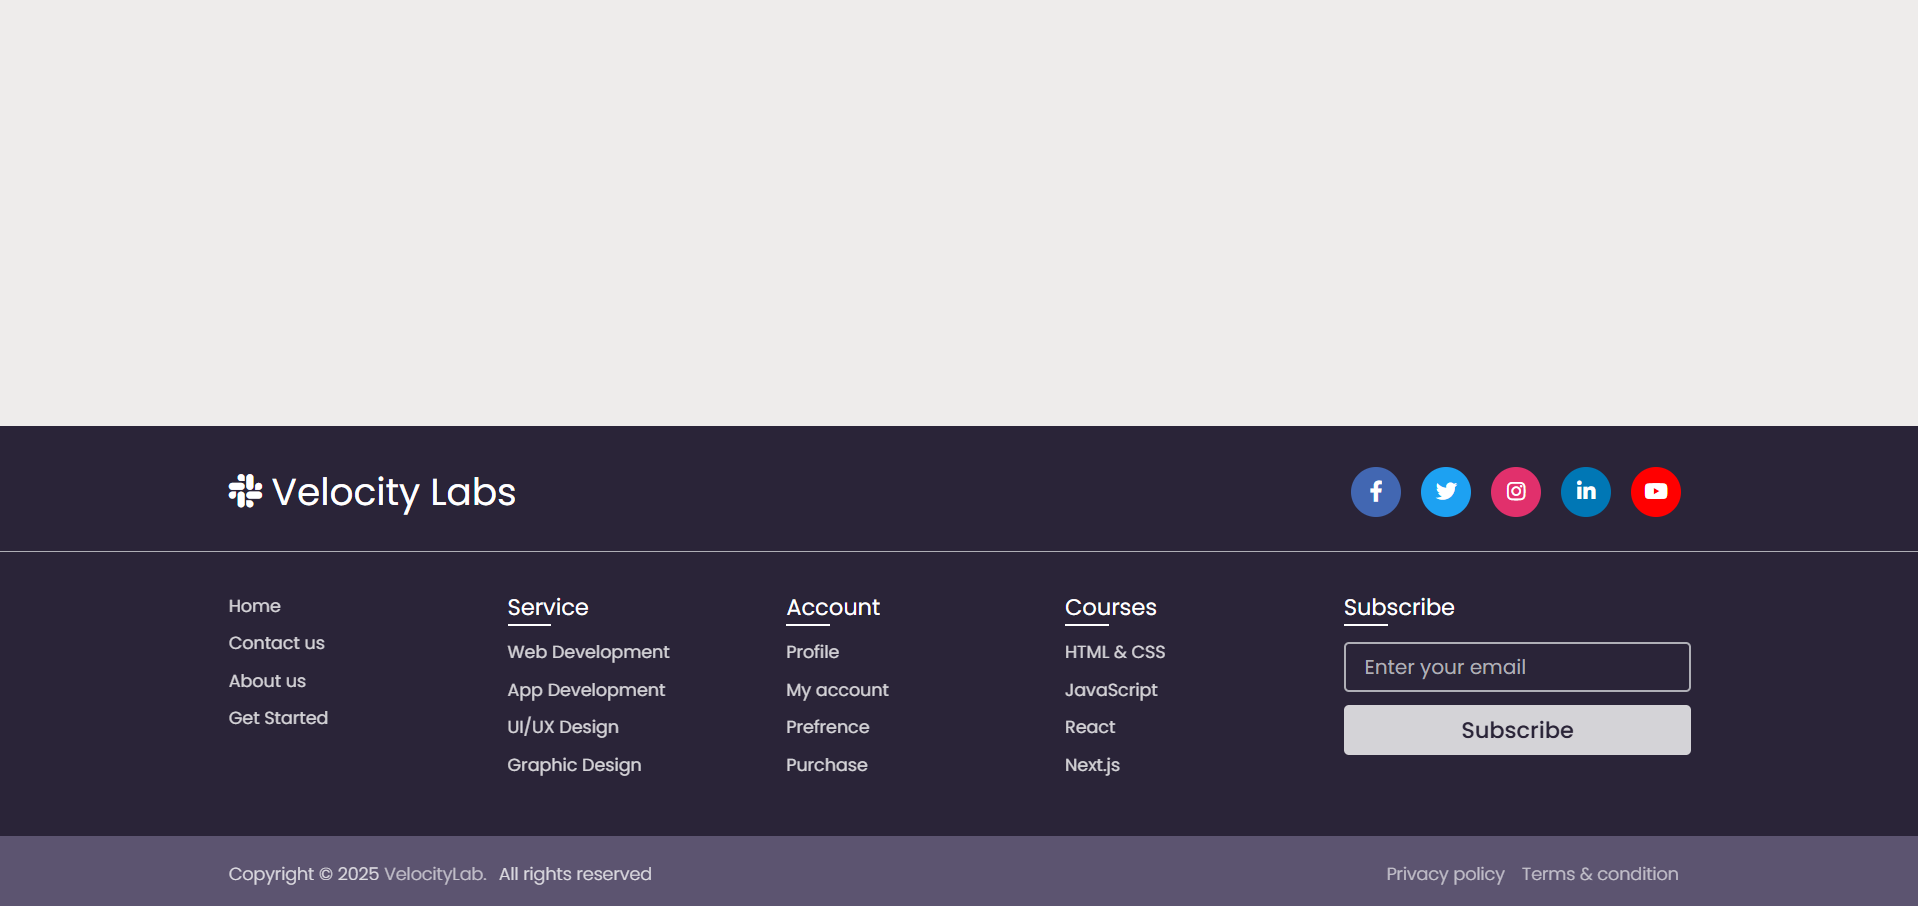 Velocity Labs
Home
Contact us
About us
Get Started
Service
Web Development
App Development
UI/UX Design
Graphic Design
Account
Profile
My account
Prefrence
Purchase
Courses
HTML & CSS
JavaScript
React
Next.js
Subscribe
Enter your email
Subscribe
Copyright © 2025 VelocityLab. All rights reserved
Privacy policy Terms & condition